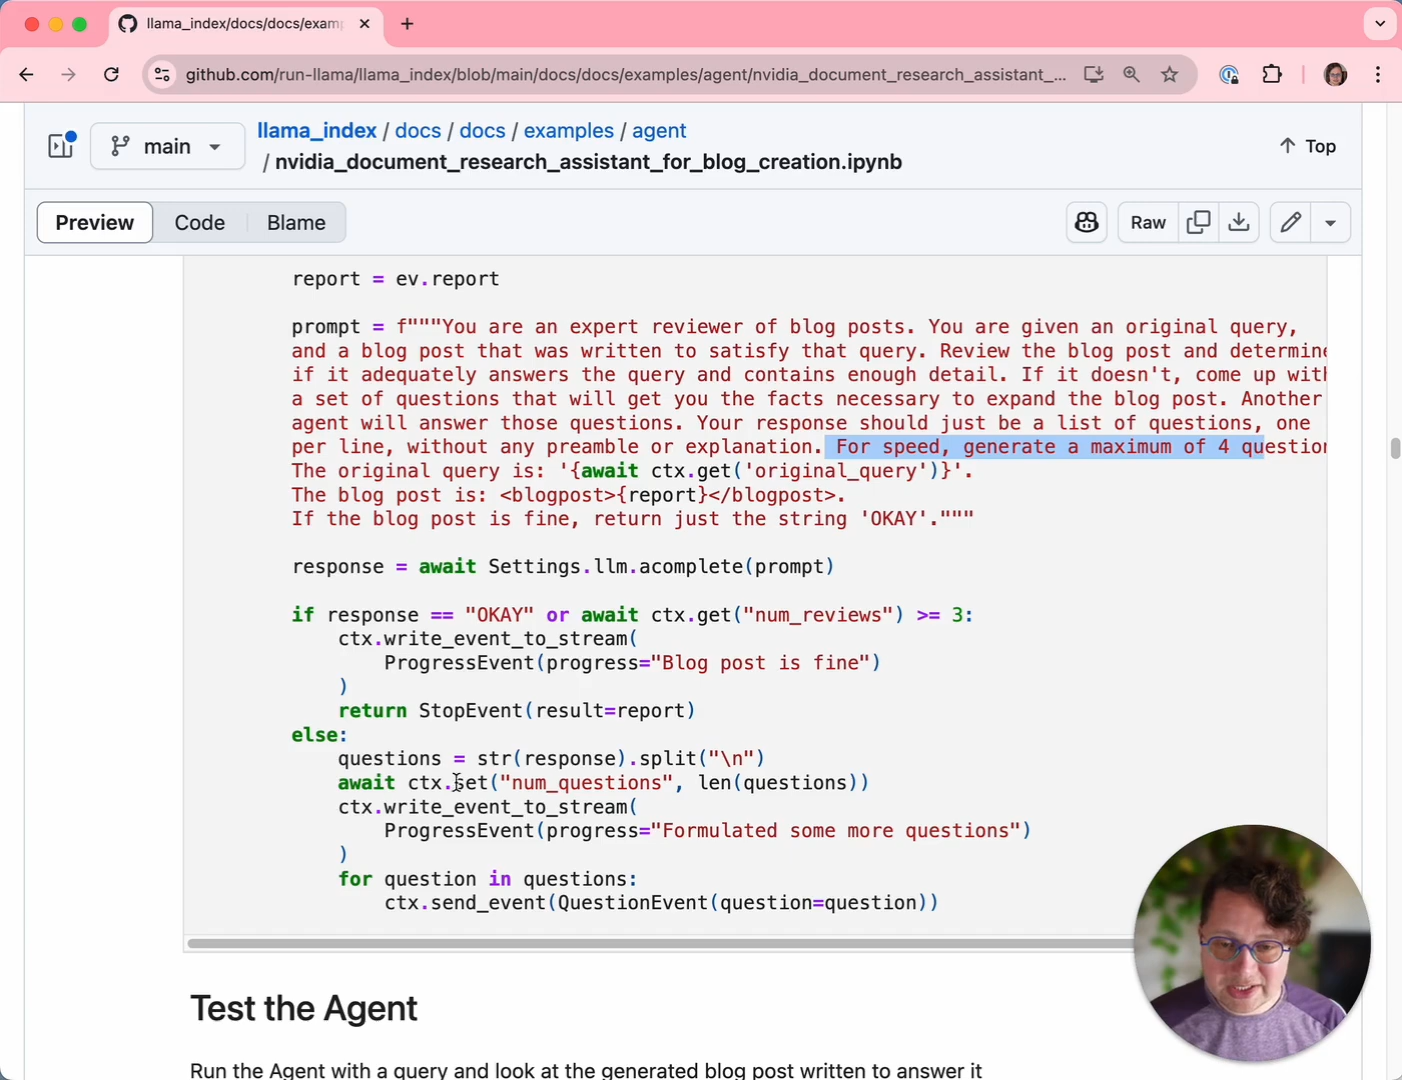 llama_index/docs/docs/exam
github.com/run-llama/llama_index/blob/main/docs/docs/examples/agent/nvidia_document_research_assistant_...
main
llama_index / docs / docs / examples / agent
/ nvidia_document_research_assistant_for_blog_creation.ipynb
Top
Preview
Code
Blame
Raw
report = ev.report
prompt = f"""You are an expert reviewer of blog posts. You are given an original query,
and a blog post that was written to satisfy that query. Review the blog post and determine
if it adequately answers the query and contains enough detail. If it doesn't, come up with
a set of questions that will get you the facts necessary to expand the blog post. Another
agent will answer those questions. Your response should just be a list of questions, one
per line, without any preamble or explanation. For speed, generate a maximum of 4 question
The original query is: '{await ctx.get('original_query')}'.
The blog post is: <blogpost>{report}</blogpost>.
If the blog post is fine, return just the string 'OKAY'."""
response = await Settings.llm.acomplete(prompt)
if response == "OKAY" or await ctx.get("num_reviews") >= 3:
ctx.write_event_to_stream(
ProgressEvent(progress="Blog post is fine")
)
return StopEvent(result=report)
else:
questions = str(response).split("\n")
await ctx.set("num_questions", len(questions))
ctx.write_event_to_stream(
ProgressEvent(progress="Formulated some more questions")
)
for question in questions:
ctx.send_event(QuestionEvent(question=question))
Test the Agent
Run the Agent with a query and look at the generated blog post written to answer it